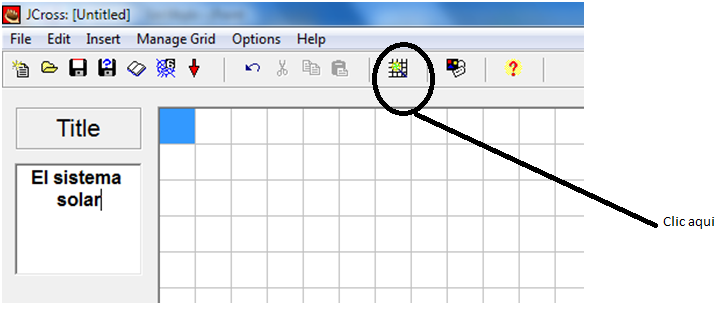 JCross: [Untitled]
File Edit Insert Manage Grid Options Help
Title
El sistema
solar
Clic aqui